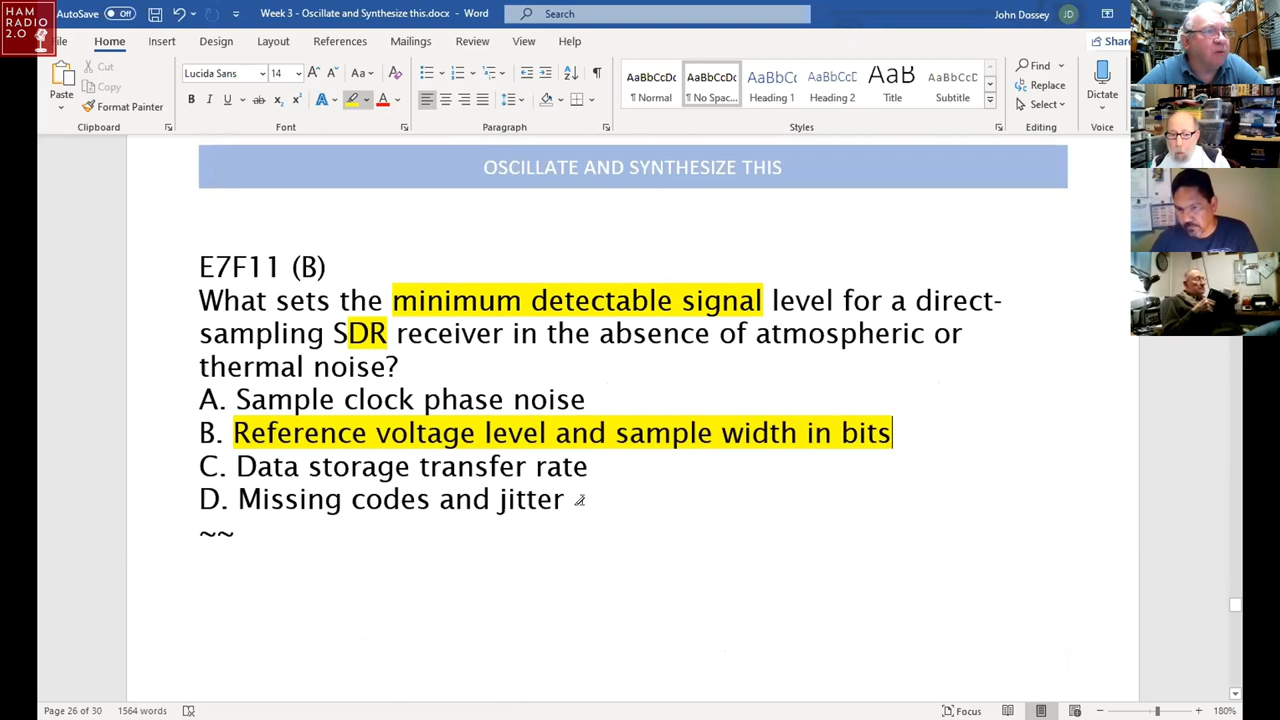 HAM
RADIO
2.0
AutoSave Off
Week 3 - Oscillate and Synthesize this.docx - Word
Search
John Dossey JD
ile Home Insert Design Layout References Mailings Review View Help Share
Paste
Cut
Copy
Format Painter
Clipboard
Lucida Sans 14
Font
Paragraph
AaBbCcDc AaBbCcDc AaBbCc AaBbCcC AaB AaBbCcD
¶ Normal ¶ No Spac... Heading 1 Heading 2 Title Subtitle
Styles
Find
Replace
Select
Editing
Dictate
Voice
OSCILLATE AND SYNTHESIZE THIS
E7F11 (B)
What sets the minimum detectable signal level for a direct-
sampling SDR receiver in the absence of atmospheric or
thermal noise?
A. Sample clock phase noise
B. Reference voltage level and sample width in bits
C. Data storage transfer rate
D. Missing codes and jitter
~~
Page 26 of 30 1564 words Focus 180%